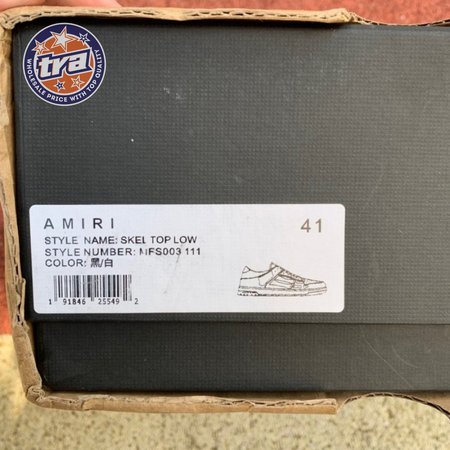 tra
WHOLESALE PRICE WITH TOP QUALITY
AMIRI
41
STYLE NAME: SKEL TOP LOW
STYLE NUMBER: MFS003 111
COLOR: 黑/白
1 91846 25549 2